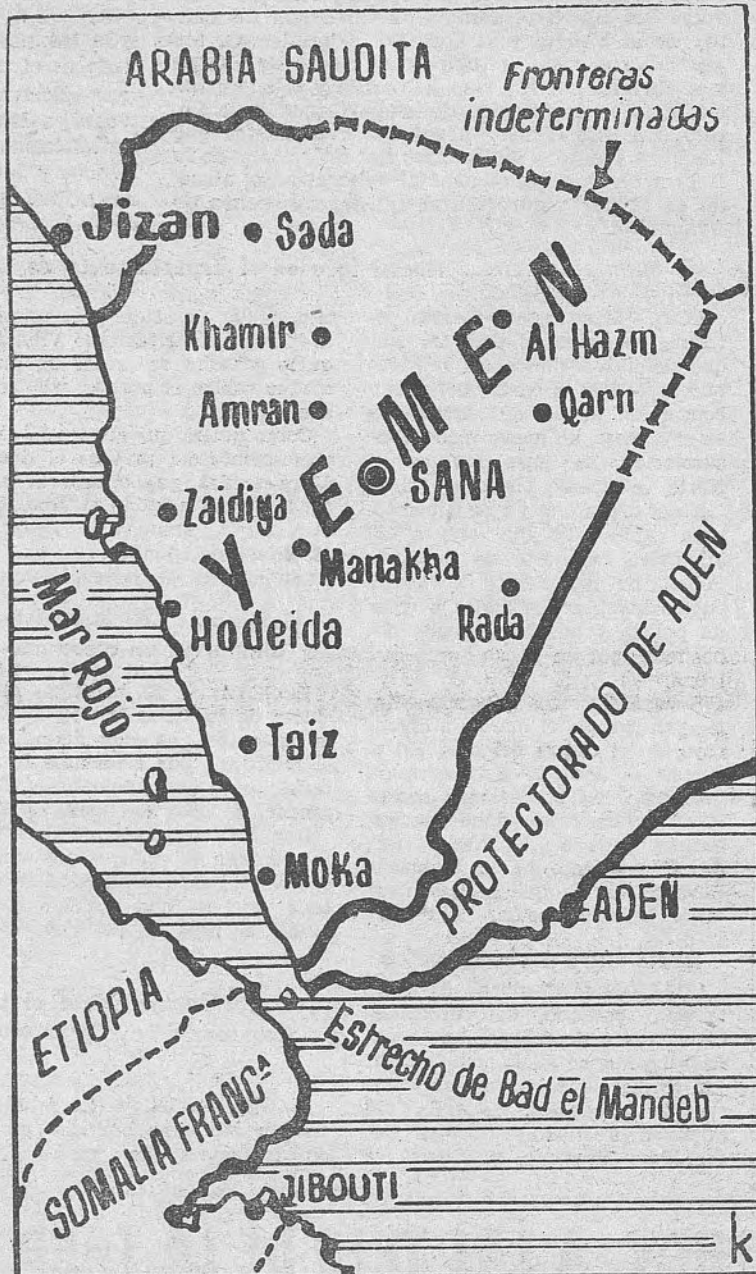 ARABIA SAUDITA
Fronteras
indeterminadas
Jizan
Sada
Khamir
Al Hazm
Amran
Qarn
YEMEN
SANA
Zaidiya
Manakha
Mar Rojo
Hodeida
Rada
PROTECTORADO DE ADEN
Taiz
Moka
ADEN
ETIOPIA
Estrecho de Bad el Mandeb
SOMALIA FRANCª
JIBOUTI
k